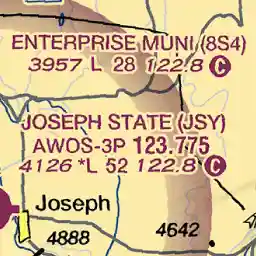 ENTERPRISE MUNI (8S4)
3957 L 28 122.8 C
JOSEPH STATE (JSY)
AWOS-3P 123.775
4126 *L 52 122.8 C
Joseph
4888
4642